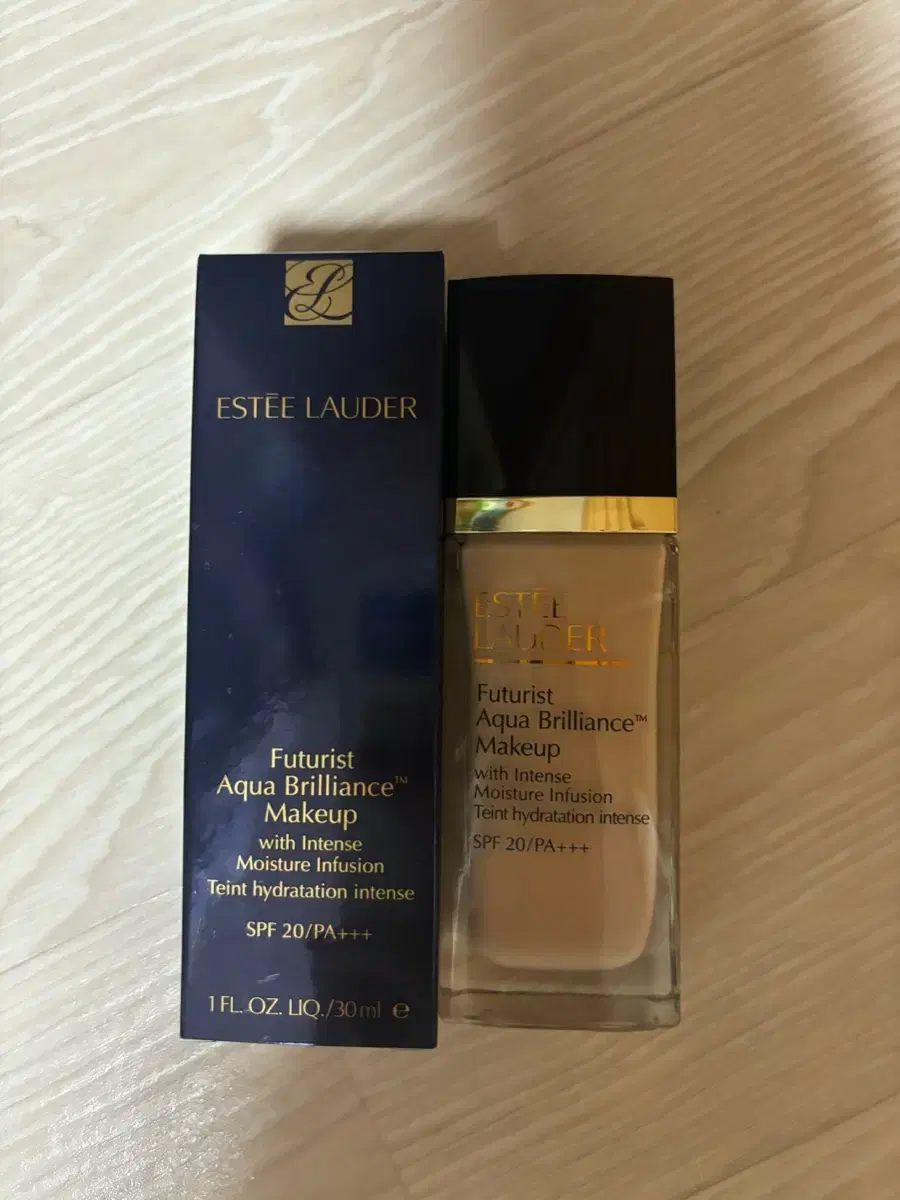 EL
ESTĒE LAUDER
Futurist
Aqua Brilliance™
Makeup
with Intense
Moisture Infusion
Teint hydratation intense
SPF 20/PA+++
1 FL. OZ. LIQ./30 ml ℮
ESTĒE
LAUDER
Futurist
Aqua Brilliance™
Makeup
with Intense
Moisture Infusion
Teint hydratation intense
SPF 20/PA+++